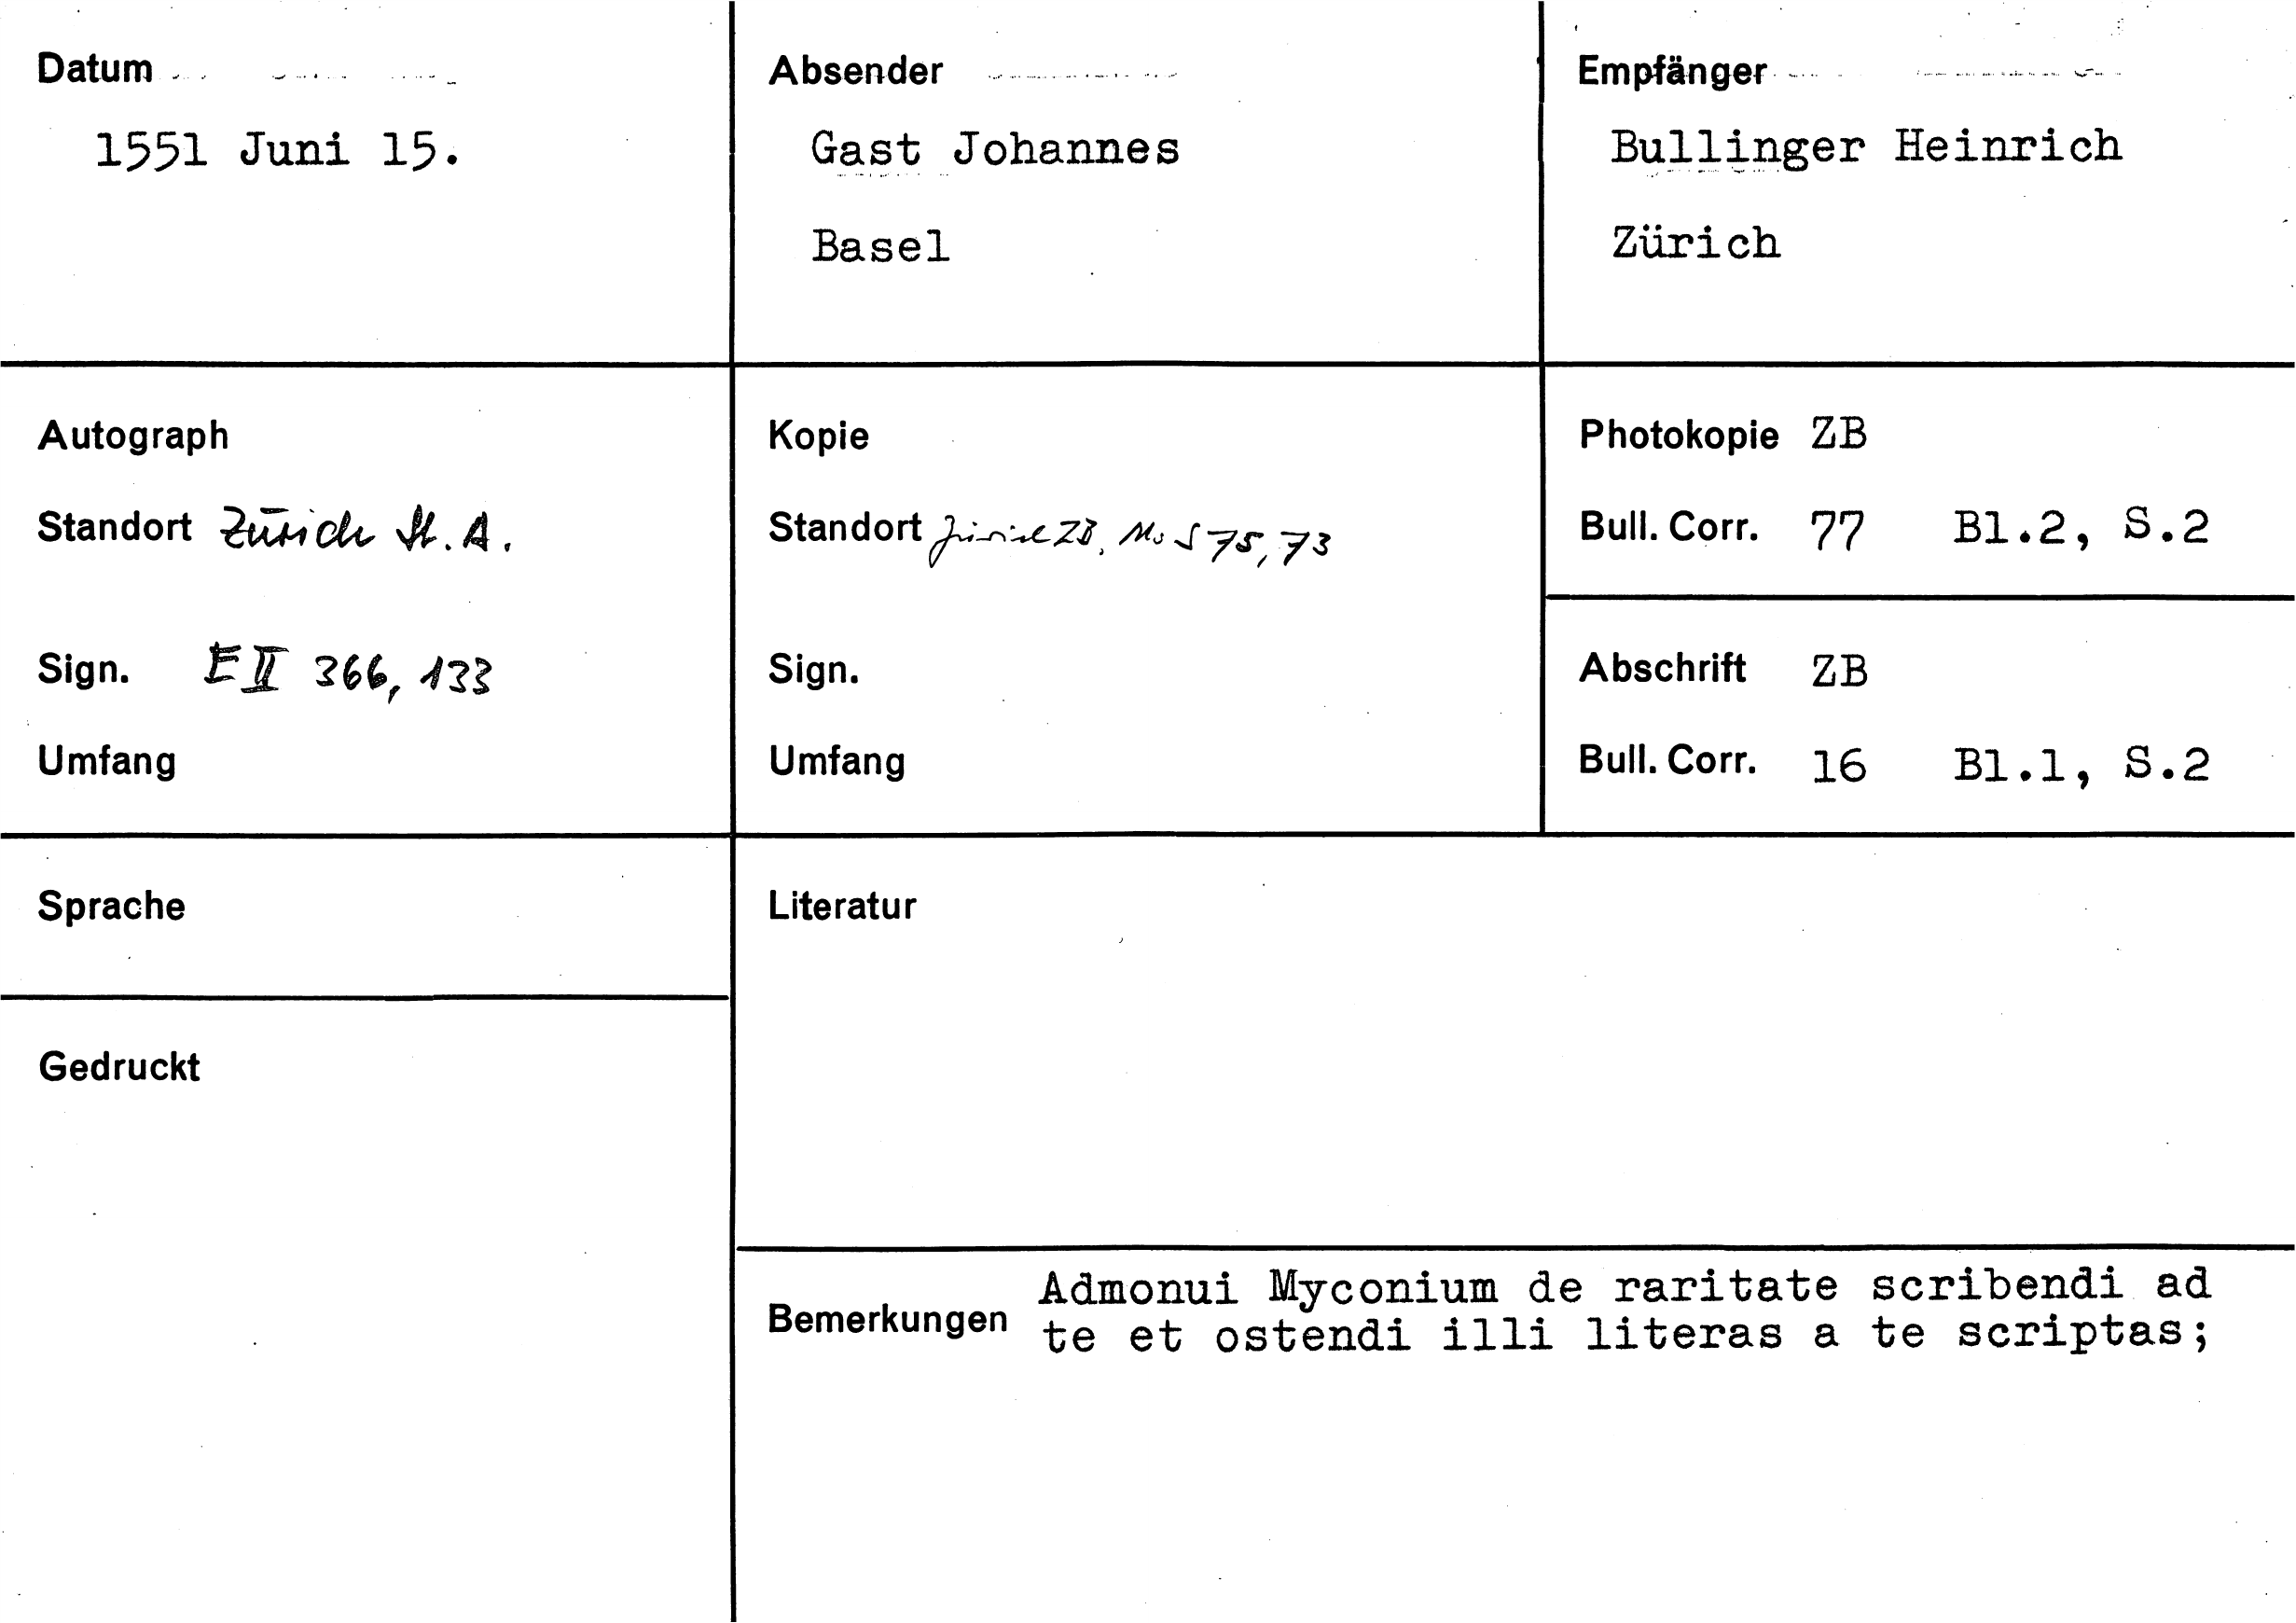 Datum
1551 Juni 15.
Absender
Gast Johannes
Basel
Empfänger
Bullinger Heinrich
Zürich
Autograph
Standort Zürich St. A.
Sign. E II 366, 133
Umfang
Kopie
Standort Zürich ZB, Ms S 75, 73
Sign.
Umfang
Photokopie ZB
Bull. Corr. 77 Bl.2, S.2
Abschrift ZB
Bull. Corr. 16 Bl.1, S.2
Sprache
Gedruckt
Literatur
Bemerkungen Admonui Myconium de raritate scribendi ad
te et ostendi illi literas a te scriptas;